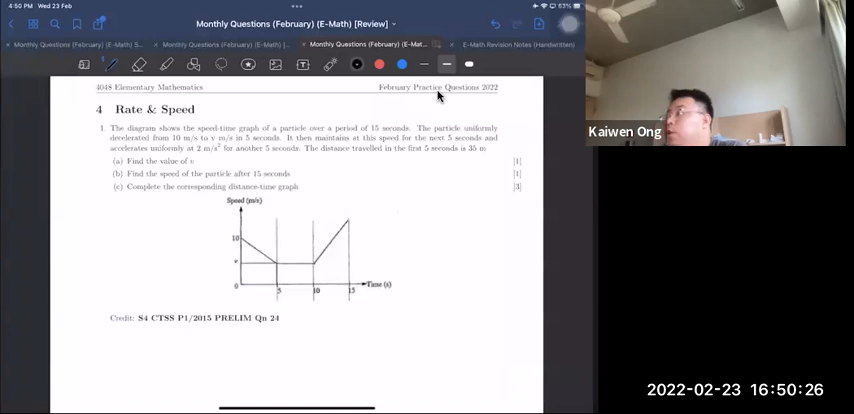 4:50 PM Wed 23 Feb
63%
Monthly Questions (February) (E-Math) [Review]
Monthly Questions [February] (E-Math) S...
Monthly Questions (February) (E-Math) [...
Monthly Questions (February) (E-Mat...
E-Math Revision Notes (Handwritten)
4048 Elementary Mathematics
February Practice Questions 2022
4 Rate & Speed
1. The diagram shows the speed-time graph of a particle over a period of 15 seconds. The particle uniformly
decelerated from 10 m/s to v m/s in 5 seconds. It then maintains at this speed for the next 5 seconds and
accelerates uniformly at 2 m/s² for another 5 seconds. The distance travelled in the first 5 seconds is 35 m
(a) Find the value of v [1]
(b) Find the speed of the particle after 15 seconds [1]
(c) Complete the corresponding distance-time graph [3]
Speed (m/s)
10
v
0
5
10
15
Time (s)
Credit: S4 CTSS P1/2015 PRELIM Qn 24
Kaiwen Ong
2022-02-23 16:50:26